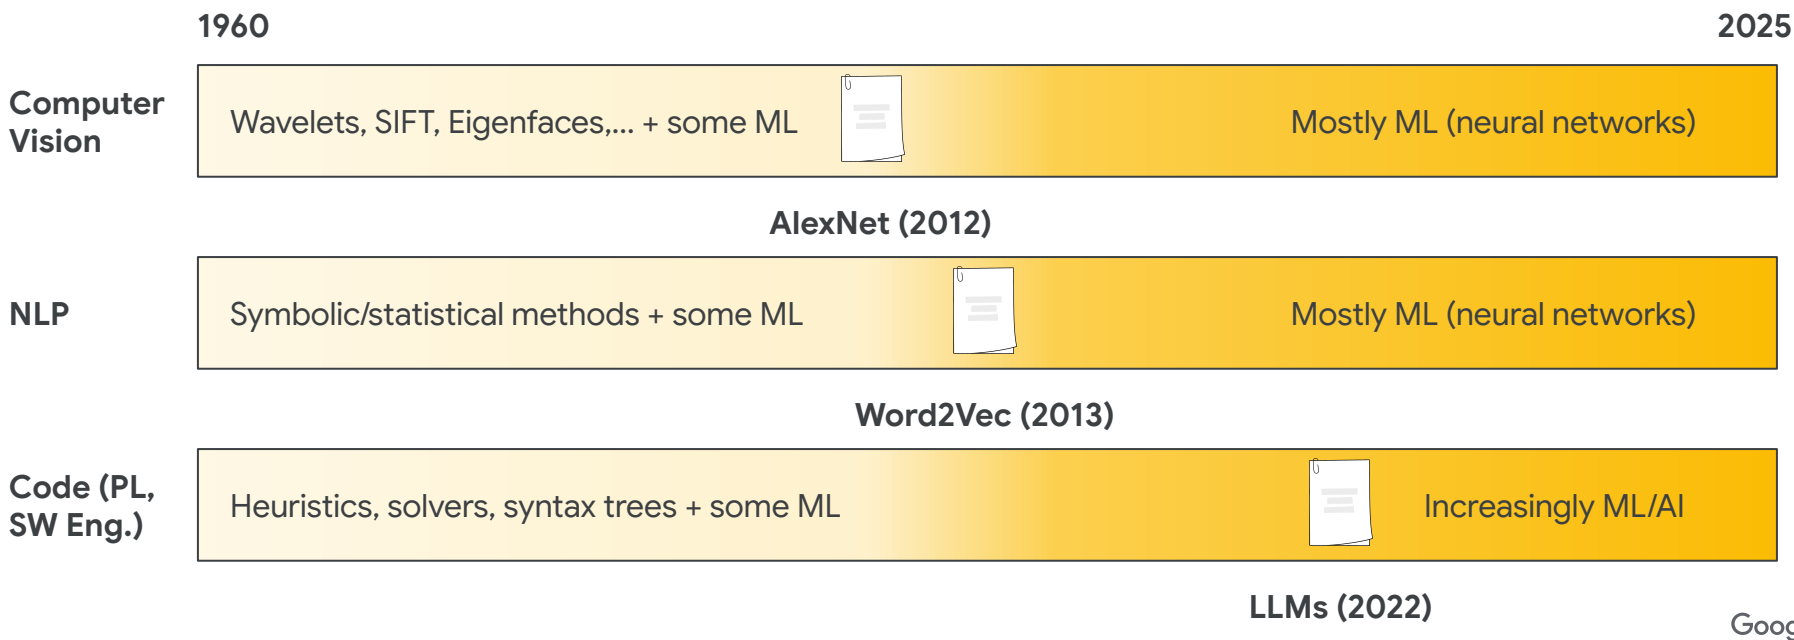 1960
2025
Computer
Vision
Wavelets, SIFT, Eigenfaces,... + some ML
Mostly ML (neural networks)
AlexNet (2012)
NLP
Symbolic/statistical methods + some ML
Mostly ML (neural networks)
Word2Vec (2013)
Code (PL,
SW Eng.)
Heuristics, solvers, syntax trees + some ML
Increasingly ML/AI
LLMs (2022)
Goog